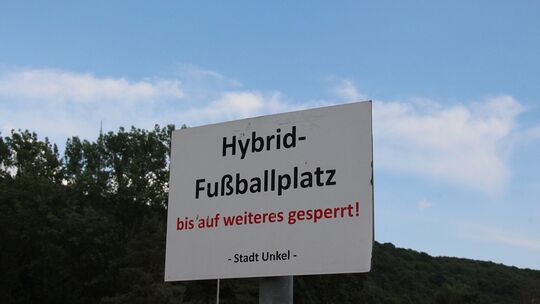 Hybrid-
Fußballplatz
bis auf weiteres gesperrt!
- Stadt Unkel -